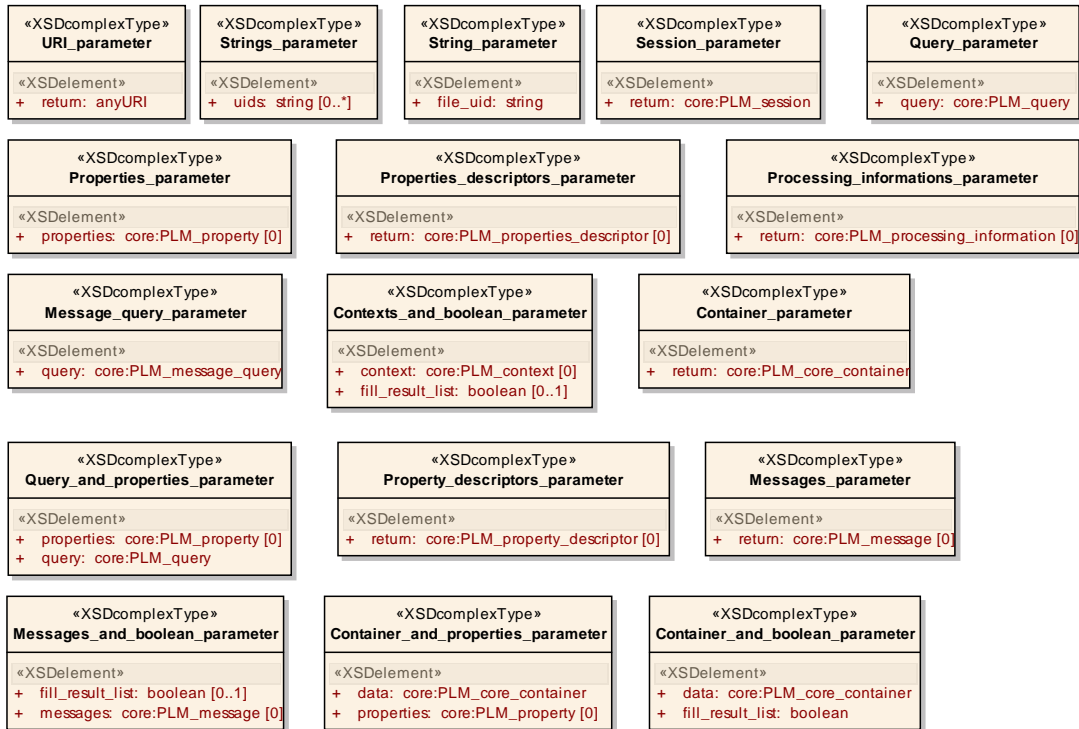 «XSDcomplexType»
URI_parameter
«XSDelement»
+ return: anyURI
«XSDcomplexType»
Strings_parameter
«XSDelement»
+ uids: string [0..*]
«XSDcomplexType»
String_parameter
«XSDelement»
+ file_uid: string
«XSDcomplexType»
Session_parameter
«XSDelement»
+ return: core:PLM_session
«XSDcomplexType»
Query_parameter
«XSDelement»
+ query: core:PLM_query
«XSDcomplexType»
Properties_parameter
«XSDelement»
+ properties: core:PLM_property [0]
«XSDcomplexType»
Properties_descriptors_parameter
«XSDelement»
+ return: core:PLM_properties_descriptor [0]
«XSDcomplexType»
Processing_informations_parameter
«XSDelement»
+ return: core:PLM_processing_information [0]
«XSDcomplexType»
Message_query_parameter
«XSDelement»
+ query: core:PLM_message_query
«XSDcomplexType»
Contexts_and_boolean_parameter
«XSDelement»
+ context: core:PLM_context [0]
+ fill_result_list: boolean [0..1]
«XSDcomplexType»
Container_parameter
«XSDelement»
+ return: core:PLM_core_container
«XSDcomplexType»
Query_and_properties_parameter
«XSDelement»
+ properties: core:PLM_property [0]
+ query: core:PLM_query
«XSDcomplexType»
Property_descriptors_parameter
«XSDelement»
+ return: core:PLM_property_descriptor [0]
«XSDcomplexType»
Messages_parameter
«XSDelement»
+ return: core:PLM_message [0]
«XSDcomplexType»
Messages_and_boolean_parameter
«XSDelement»
+ fill_result_list: boolean [0..1]
+ messages: core:PLM_message [0]
«XSDcomplexType»
Container_and_properties_parameter
«XSDelement»
+ data: core:PLM_core_container
+ properties: core:PLM_property [0]
«XSDcomplexType»
Container_and_boolean_parameter
«XSDelement»
+ data: core:PLM_core_container
+ fill_result_list: boolean